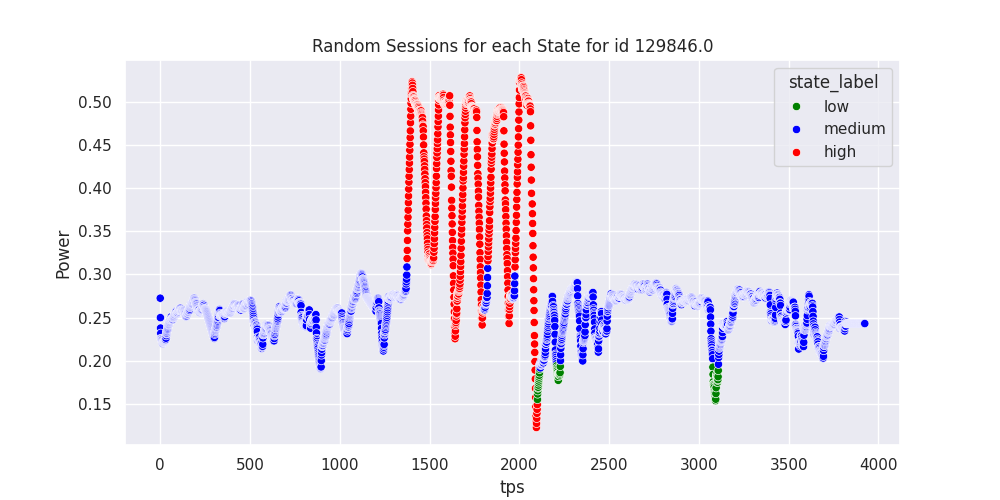 Random Sessions for each State for id 129846.0
state_label
low
medium
high
Power
0.50
0.45
0.40
0.35
0.30
0.25
0.20
0.15
0 500 1000 1500 2000 2500 3000 3500 4000
tps